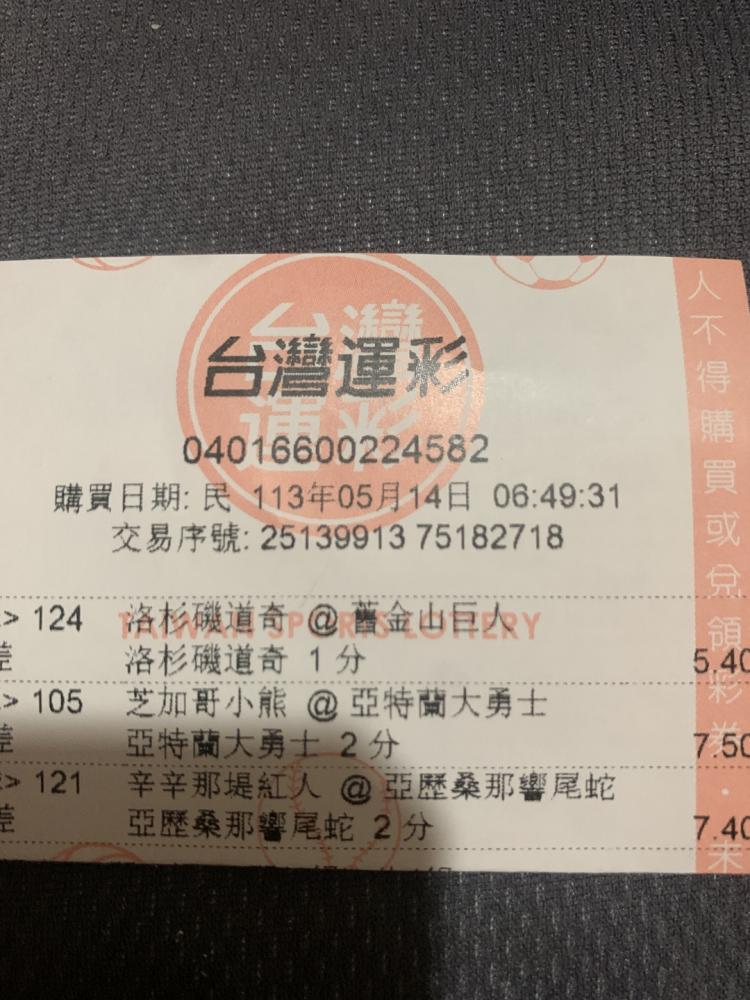 台灣運彩
04016600224582
購買日期: 民 113年05月14日 06:49:31
交易序號: 25139913 75182718
> 124 洛杉磯道奇 @ 舊金山巨人
TAIWAN SPORTS LOTTERY
差 洛杉磯道奇 1 分 5.40
> 105 芝加哥小熊 @ 亞特蘭大勇士
差 亞特蘭大勇士 2 分 7.50
> 121 辛辛那堤紅人 @ 亞歷桑那響尾蛇
差 亞歷桑那響尾蛇 2 分 7.40
人不得購買或兌領彩券・未